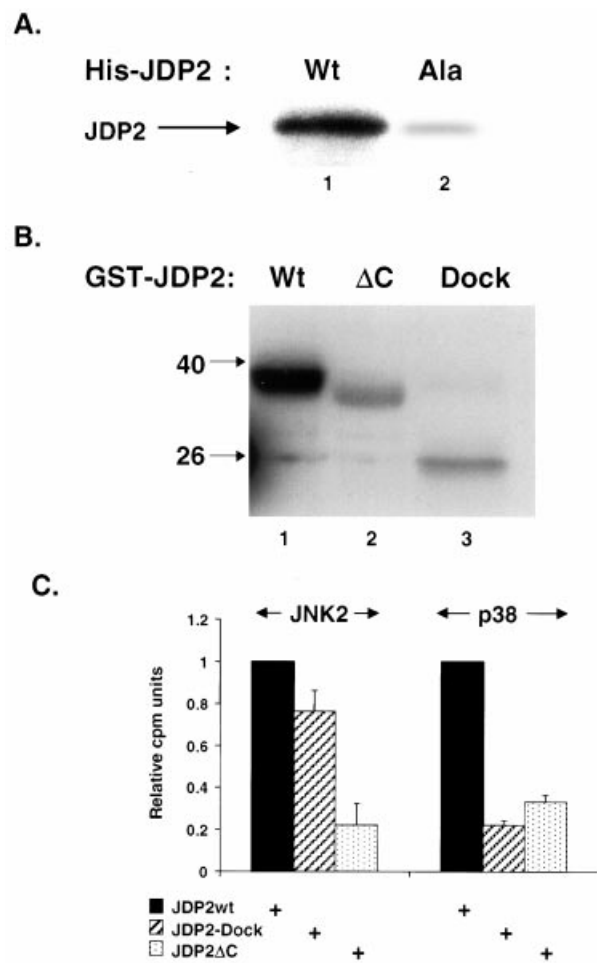 A.
His-JDP2 : Wt Ala
JDP2
1 2
B.
GST-JDP2: Wt ΔC Dock
40
26
1 2 3
C.
JNK2 p38
1.2
1
0.8
0.6
0.4
0.2
0
Relative cpm units
JDP2wt + +
JDP2-Dock + +
JDP2ΔC + +